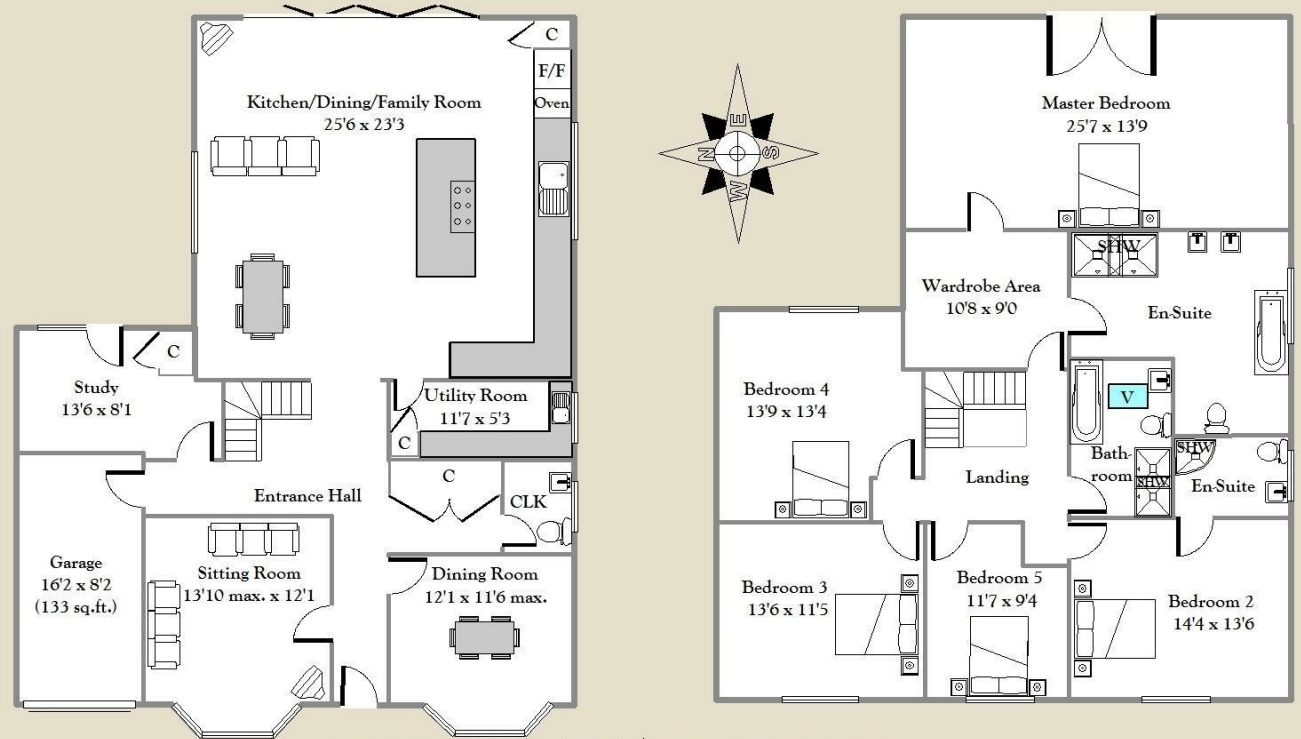 C
F/F
Oven
Kitchen/Dining/Family Room
25'6 x 23'3
C
Study
13'6 x 8'1
Utility Room
11'7 x 5'3
C
C
CLK
Entrance Hall
Garage
16'2 x 8'2
(133 sq.ft.)
Sitting Room
13'10 max. x 12'1
Dining Room
12'1 x 11'6 max.
E
N
S
W
Master Bedroom
25'7 x 13'9
SHW
Wardrobe Area
10'8 x 9'0
En-Suite
Bedroom 4
13'9 x 13'4
V
Bath-
room
SHW
SHW
En-Suite
Landing
Bedroom 3
13'6 x 11'5
Bedroom 5
11'7 x 9'4
Bedroom 2
14'4 x 13'6